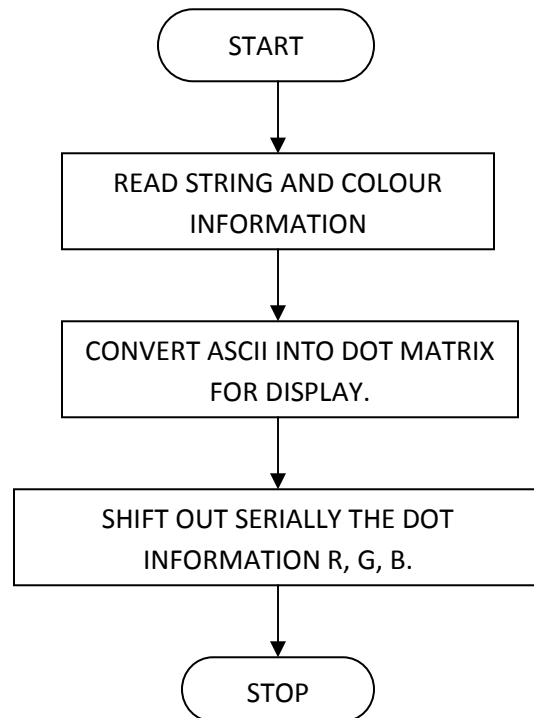 START
READ STRING AND COLOUR
INFORMATION
CONVERT ASCII INTO DOT MATRIX
FOR DISPLAY.
SHIFT OUT SERIALLY THE DOT
INFORMATION R, G, B.
STOP